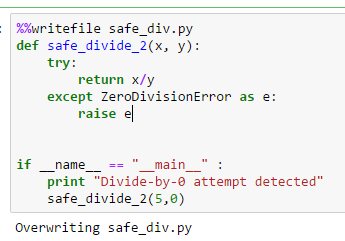 %%writefile safe_div.py
def safe_divide_2(x, y):
    try:
        return x/y
    except ZeroDivisionError as e:
        raise e
if __name__ == "__main__" :
    print "Divide-by-0 attempt detected"
    safe_divide_2(5,0)
Overwriting safe_div.py